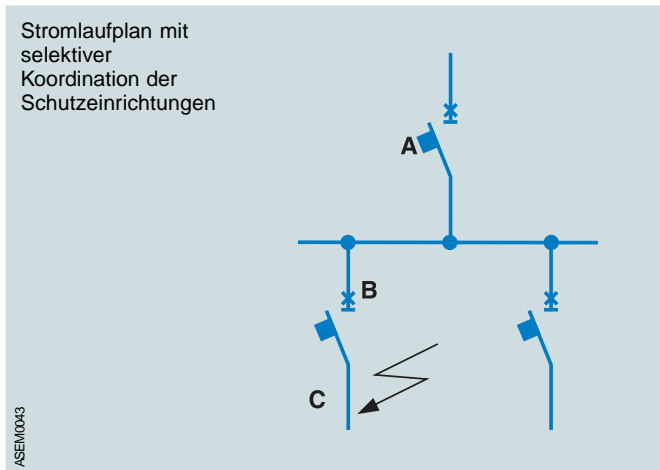 Stromlaufplan mit
selektiver
Koordination der
Schutzeinrichtungen
A
B
C
ASEM0043